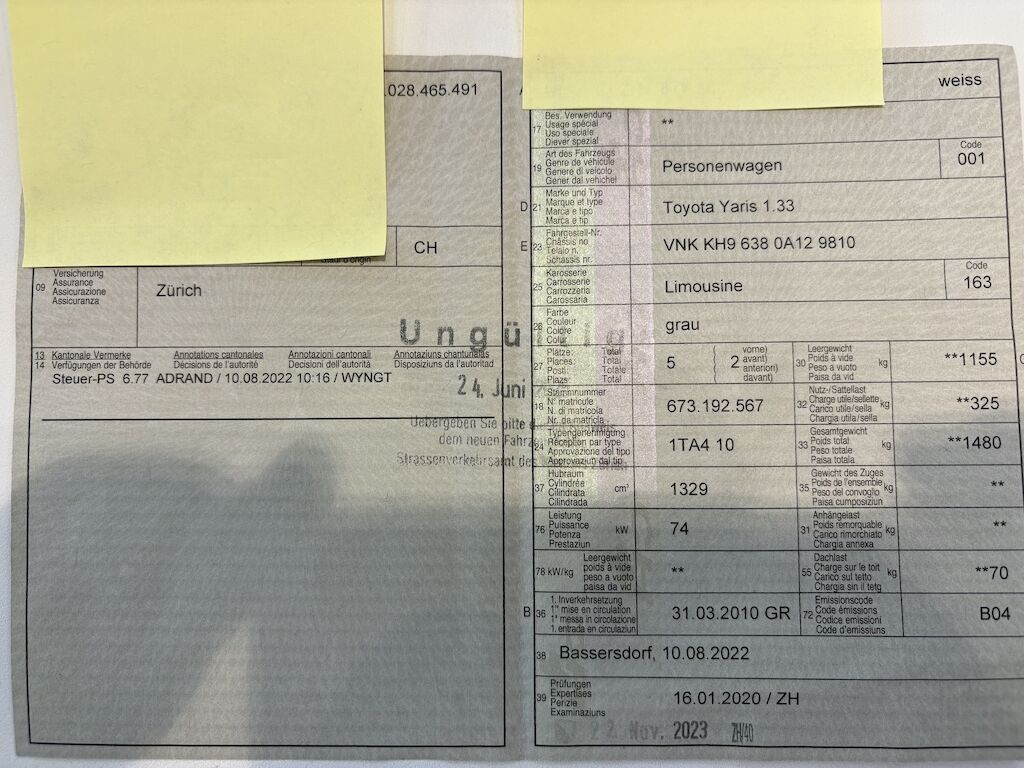 .028.465.491
CH
09 Versicherung
Assurance
Assicurazione
Assicuranza
Zürich
13 Kantonale Vermerke Annotations cantonales Annotazioni cantonali Annotaziuns chantunalas
14 Verfügungen der Behörde Décisions de l'autorité Decisioni dell'autorità Disposiziuns da l'autoritad
Steuer-PS 6.77 ADRAND / 10.08.2022 10:16 / WYNGT
Ungültig
24. Juni
Uebergeben Sie bitte
dem neuen
Strassenverkehrsamt des
weiss
17 Bes. Verwendung
Usage spécial
Uso speciale
Diever spezial
**
19 Art des Fahrzeugs
Genre de véhicule
Genere di veicolo
Gener dal vehichel
Personenwagen
Code
001
D 21 Marke und Typ
Marque et type
Marca e tipo
Marca e tip
Toyota Yaris 1.33
E 23 Fahrgestell-Nr.
Châssis no
Telaio n.
Schassis nr.
VNK KH9 638 0A12 9810
25 Karosserie
Carrosserie
Carrozzeria
Carossaria
Limousine
Code
163
26 Farbe
Couleur
Colore
Colur
grau
27 Plätze: Total
Places: Total
Posti: Totale
Plazs: Total
5 ( 2 vorne)
avant)
anteriori)
davant)
30 Leergewicht
Poids à vide
Peso a vuoto
Paisa da vid
kg
**1155
18 Stammnummer
N° matricule
N. di matricola
Nr. da matricla
673.192.567
32 Nutz-/Sattellast
Charge utile/sellette
Carico utile/sella
Chargia utila/sella
kg
**325
24 Typengenehmigung
Réception par type
Approvazione del tipo
Approvaziun dal tip
1TA4 10
33 Gesamtgewicht
Poids total
Peso totale
Paisa totala
kg
**1480
37 Hubraum
Cylindrée
Cilindrata
Cilindrada
cm³
1329
35 Gewicht des Zuges
Poids de l'ensemble
Peso del convoglio
Paisa cumposiziun
kg
**
76 Leistung
Puissance
Potenza
Prestaziun
kW
74
31 Anhängelast
Poids remorquable
Carico rimorchiato
Chargia annexa
kg
**
78 kW/kg Leergewicht
poids à vide
peso a vuoto
paisa da vid
**
55 Dachlast
Charge sur le toit
Carico sul tetto
Chargia sin il tetg
kg
**70
B 36 1. Inverkehrsetzung
1re mise en circulation
1a messa in circolazione
1. entrada en circulaziun
31.03.2010 GR
72 Emissionscode
Code émissions
Codice emissioni
Code d'emissiuns
B04
38 Bassersdorf, 10.08.2022
39 Prüfungen
Expertises
Perizie
Examinaziuns
16.01.2020 / ZH
22. Nov. 2023 ZH/40